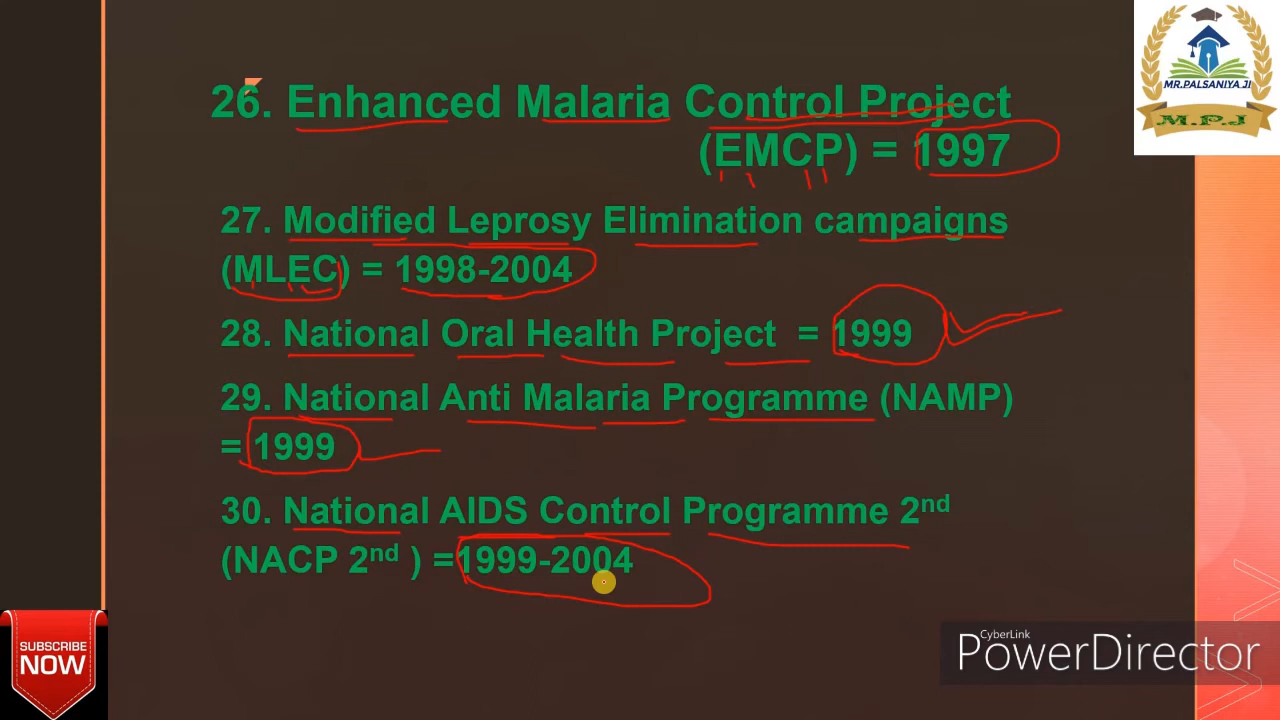 26. Enhanced Malaria Control Project
(EMCP) = 1997
27. Modified Leprosy Elimination campaigns
(MLEC) = 1998-2004
28. National Oral Health Project = 1999
29. National Anti Malaria Programme (NAMP)
= 1999
30. National AIDS Control Programme 2nd
(NACP 2nd ) =1999-2004
MR.PALSANIYA.JI
M.P.J
SUBSCRIBE
NOW
CyberLink
PowerDirector